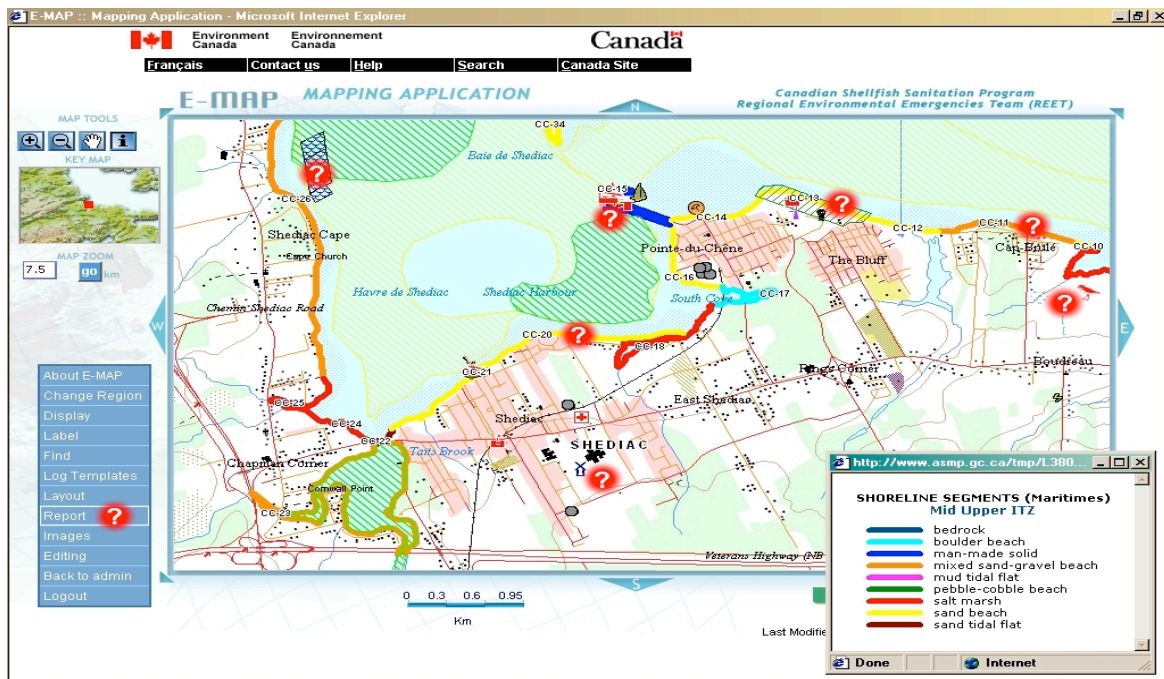 E-MAP :: Mapping Application - Microsoft Internet Explorer
Environment Canada
Environnement Canada
Canada
Français
Contact us
Help
Search
Canada Site
E-MAP
MAPPING APPLICATION
Canadian Shellfish Sanitation Program
Regional Environmental Emergencies Team (REET)
MAP TOOLS
KEY MAP
MAP ZOOM
7.5
go
km
N
W
E
S
CC-34
Baie de Shediac
CC-15
CC-13
CC-26
CC-14
CC-12
CC-11
CC-10
Shediac Cape
Cape Church
Pointe-du-Chêne
Cap-Brûlé
The Bluff
CC-16
Chemin Shediac Road
Havre de Shediac
Shediac Harbour
South Cove
CC-17
CC-20
CC-18
CC-21
Boudreau
Kings Corner
East Shediac
CC-25
CC-24
Shediac
CC-22
SHEDIAC
Taits Brook
Chapman Corner
Cornwall Point
CC-23
Veterans Highway (NB
About E-MAP
Change Region
Display
Label
Find
Log Templates
Layout
Report
Images
Editing
Back to admin
Logout
?
?
?
?
?
?
?
?
0 0.3 0.6 0.95
Km
Last Modifie
http://www.asmp.gc.ca/tmp/L380...
SHORELINE SEGMENTS (Maritimes)
Mid Upper ITZ
bedrock
boulder beach
man-made solid
mixed sand-gravel beach
mud tidal flat
pebble-cobble beach
salt marsh
sand beach
sand tidal flat
Done
Internet